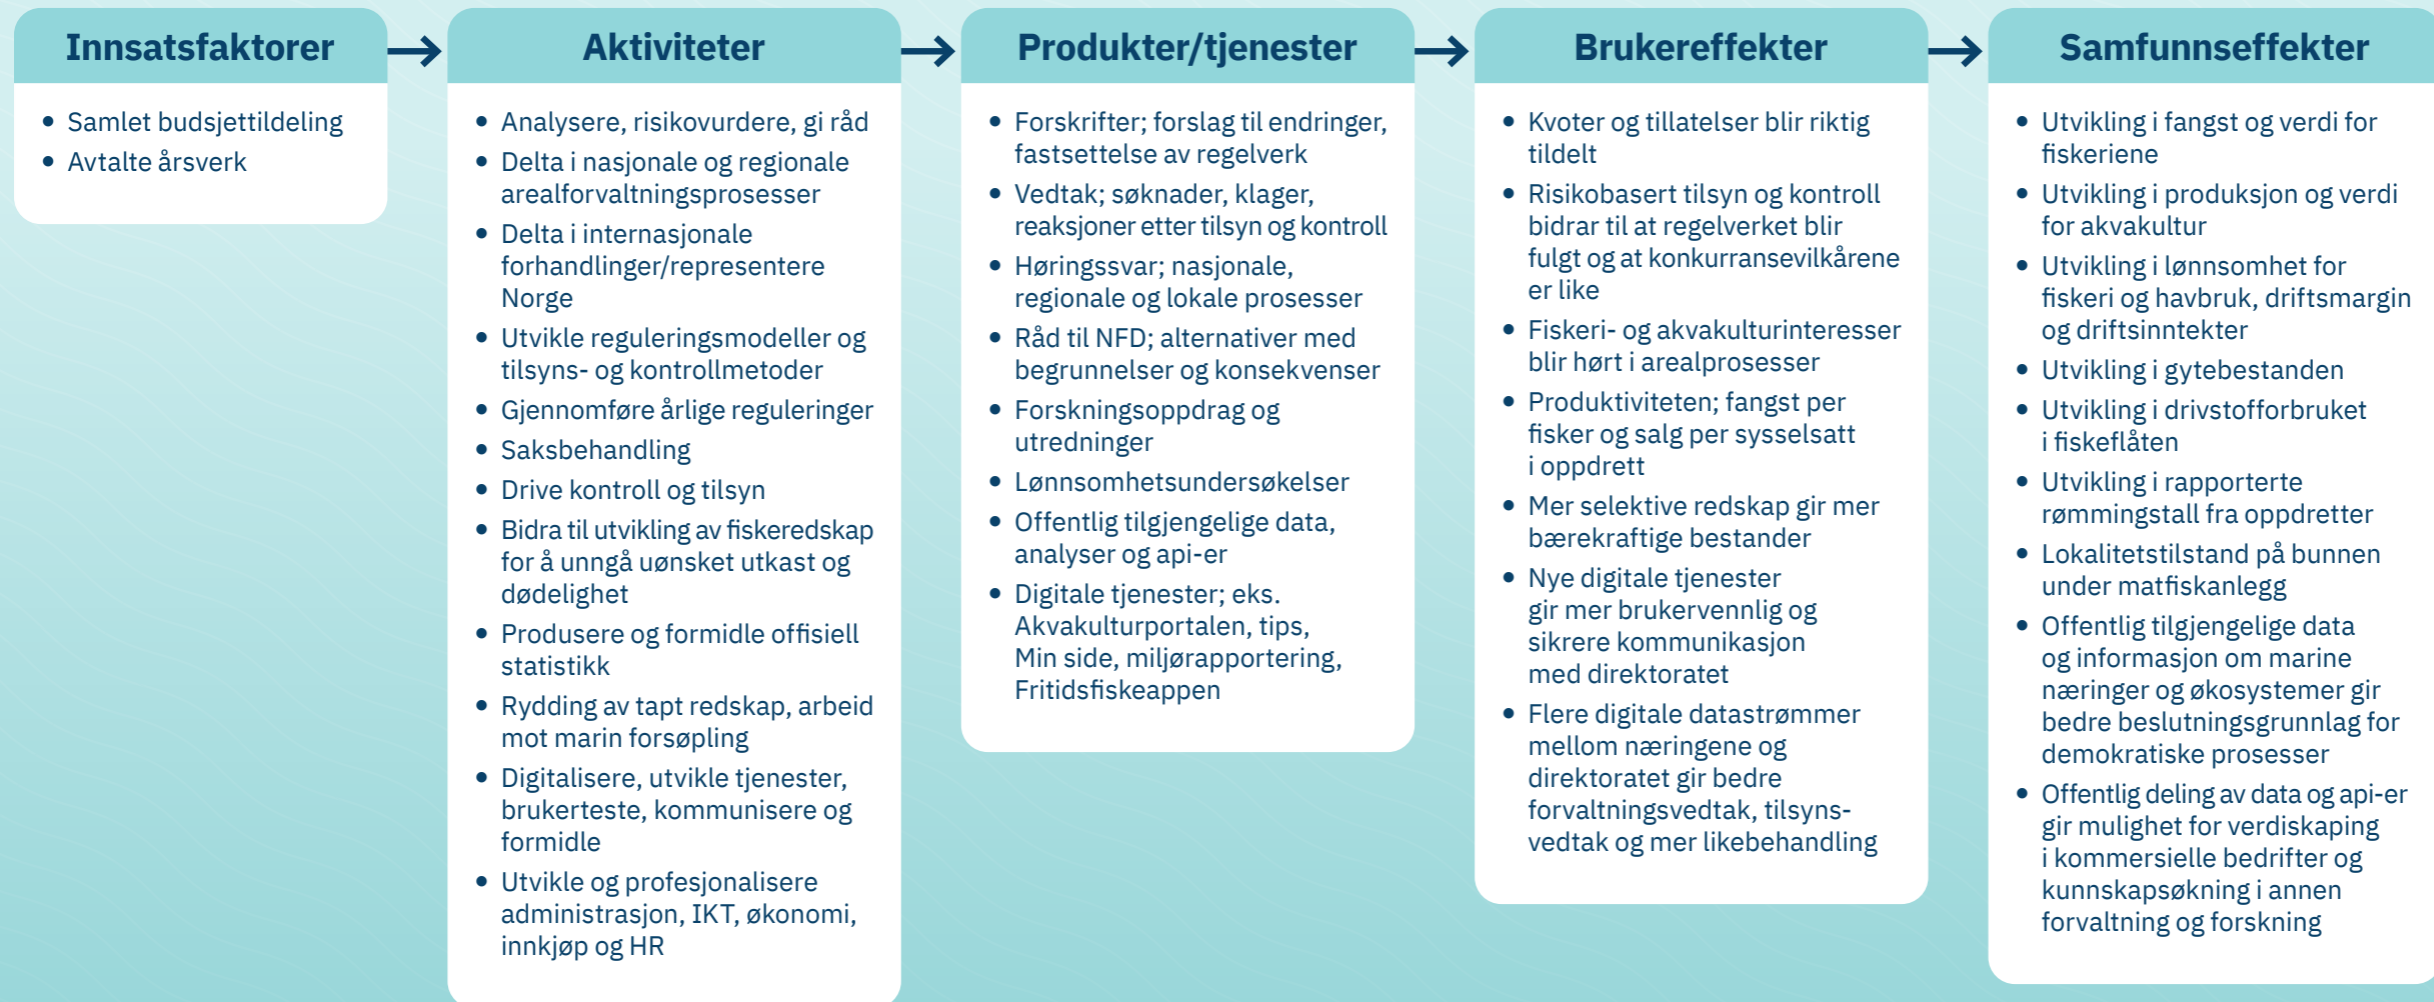 Innsatsfaktorer
• Samlet budsjettildeling
• Avtalte årsverk
Aktiviteter
• Analysere, risikovurdere, gi råd
• Delta i nasjonale og regionale
arealforvaltningsprosesser
• Delta i internasjonale
forhandlinger/representere
Norge
• Utvikle reguleringsmodeller og
tilsyns- og kontrollmetoder
• Gjennomføre årlige reguleringer
• Saksbehandling
• Drive kontroll og tilsyn
• Bidra til utvikling av fiskeredskap
for å unngå uønsket utkast og
dødelighet
• Produsere og formidle offisiell
statistikk
• Rydding av tapt redskap, arbeid
mot marin forsøpling
• Digitalisere, utvikle tjenester,
brukerteste, kommunisere og
formidle
• Utvikle og profesjonalisere
administrasjon, IKT, økonomi,
innkjøp og HR
Produkter/tjenester
• Forskrifter; forslag til endringer,
fastsettelse av regelverk
• Vedtak; søknader, klager,
reaksjoner etter tilsyn og kontroll
• Høringssvar; nasjonale,
regionale og lokale prosesser
• Råd til NFD; alternativer med
begrunnelser og konsekvenser
• Forskningsoppdrag og
utredninger
• Lønnsomhetsundersøkelser
• Offentlig tilgjengelige data,
analyser og api-er
• Digitale tjenester; eks.
Akvakulturportalen, tips,
Min side, miljørapportering,
Fritidsfiskeappen
Brukereffekter
• Kvoter og tillatelser blir riktig
tildelt
• Risikobasert tilsyn og kontroll
bidrar til at regelverket blir
fulgt og at konkurransevilkårene
er like
• Fiskeri- og akvakulturinteresser
blir hørt i arealprosesser
• Produktiviteten; fangst per
fisker og salg per sysselsatt
i oppdrett
• Mer selektive redskap gir mer
bærekraftige bestander
• Nye digitale tjenester
gir mer brukervennlig og
sikrere kommunikasjon
med direktoratet
• Flere digitale datastrømmer
mellom næringene og
direktoratet gir bedre
forvaltningsvedtak, tilsyns-
vedtak og mer likebehandling
Samfunnseffekter
• Utvikling i fangst og verdi for
fiskeriene
• Utvikling i produksjon og verdi
for akvakultur
• Utvikling i lønnsomhet for
fiskeri og havbruk, driftsmargin
og driftsinntekter
• Utvikling i gytebestanden
• Utvikling i drivstofforbruket
i fiskeflåten
• Utvikling i rapporterte
rømmingstall fra oppdretter
• Lokalitetstilstand på bunnen
under matfiskanlegg
• Offentlig tilgjengelige data
og informasjon om marine
næringer og økosystemer gir
bedre beslutningsgrunnlag for
demokratiske prosesser
• Offentlig deling av data og api-er
gir mulighet for verdiskaping
i kommersielle bedrifter og
kunnskapsøkning i annen
forvaltning og forskning